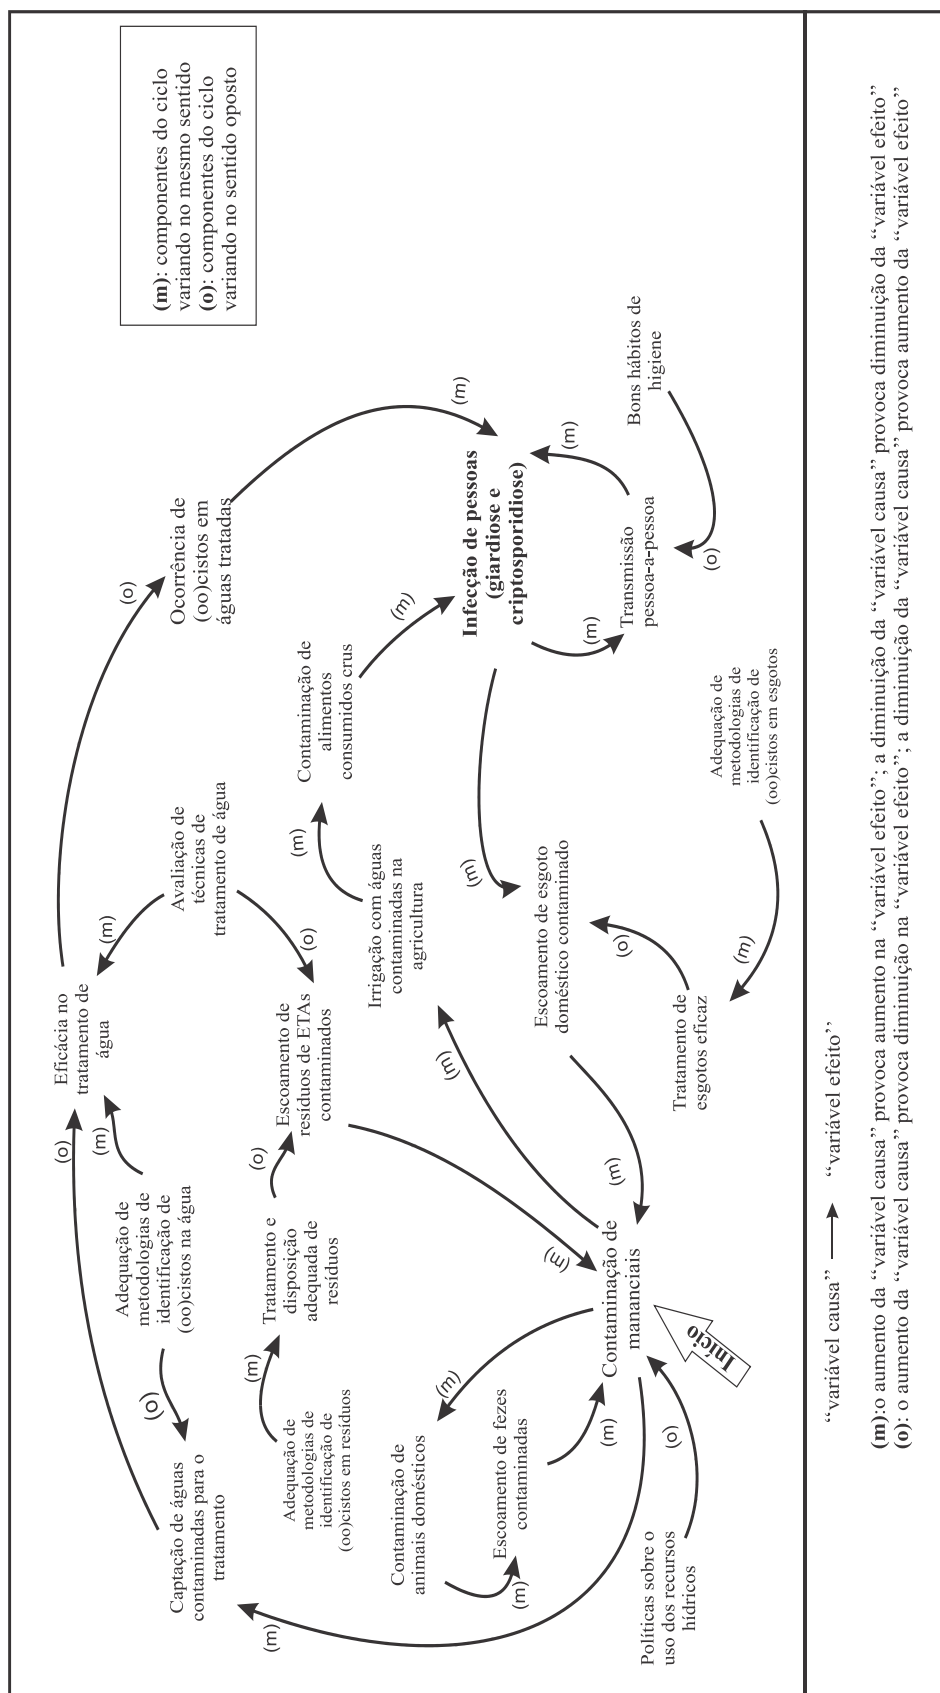 (m): componentes do ciclo
variando no mesmo sentido
(o): componentes do ciclo
variando no sentido oposto
Eficácia no
tratamento de
água
(o)
(m)
(m)
(o)
Adequação de
metodologias de
identificação de
(oo)cistos na água
(o)
Captação de águas
contaminadas para o
tratamento
Avaliação de
técnicas de
tratamento de água
(o)
Ocorrência de
(oo)cistos em
águas tratadas
(m)
Escoamento de
resíduos de ETAs
contaminados
(o)
Tratamento e
disposição
adequada de
resíduos
(m)
Adequação de
metodologias de
identificação de
(oo)cistos em resíduos
Contaminação de
alimentos
consumidos crus
(m)
(m)
Irrigação com águas
contaminadas na
agricultura
(m)
Infecção de pessoas
(giardiose e
criptosporidiose)
(m)
(m)
(m)
Transmissão
pessoa-a-pessoa
(o)
Bons hábitos de
higiene
Escoamento de esgoto
doméstico contaminado
(o)
(m)
Tratamento de
esgotos eficaz
(m)
Adequação de
metodologias de
identificação de
(oo)cistos em esgotos
(m)
Contaminação de
mananciais
Início
(m)
Contaminação de
animais domésticos
(m)
Escoamento de fezes
contaminadas
(m)
(m)
(o)
Políticas sobre o
uso dos recursos
hídricos
“variável causa” “variável efeito”
(m):o aumento da “variável causa” provoca aumento na “variável efeito”; a diminuição da “variável causa” provoca diminuição da “variável efeito”
(o): o aumento da “variável causa” provoca diminuição na “variável efeito”; a diminuição da “variável causa” provoca aumento da “variável efeito”